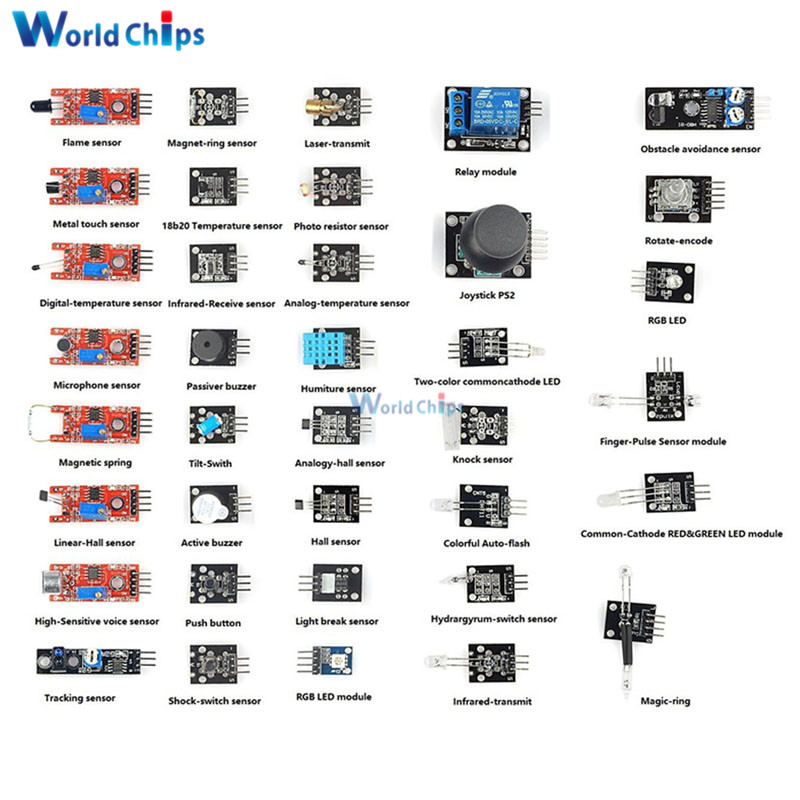 World Chips
Flame sensor
Magnet-ring sensor
Laser-transmit
Relay module
Obstacle avoidance sensor
Metal touch sensor
18b20 Temperature sensor
Photo resistor sensor
Rotate-encode
Digital-temperature sensor
Infrared-Receive sensor
Analog-temperature sensor
Joystick PS2
RGB LED
Microphone sensor
Passiver buzzer
Humiture sensor
Two-color commoncathode LED
World Chips
Magnetic spring
Tilt-Swith
Analogy-hall sensor
Knock sensor
Finger-Pulse Sensor module
Linear-Hall sensor
Active buzzer
Hall sensor
Colorful Auto-flash
Common-Cathode RED&GREEN LED module
High-Sensitive voice sensor
Push button
Light break sensor
Hydrargyrum-switch sensor
Tracking sensor
Shock-switch sensor
RGB LED module
Infrared-transmit
Magic-ring